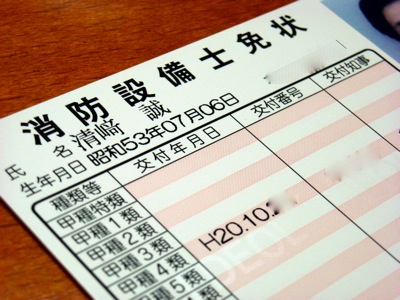 消防設備士免状
氏 名 清崎 誠
生年月日 昭和53年07月06日
種類等 交付年月日 交付番号 交付知事
甲種特類
甲種1類
甲種2類
甲種3類 H20.10.
甲種4類
甲種5類